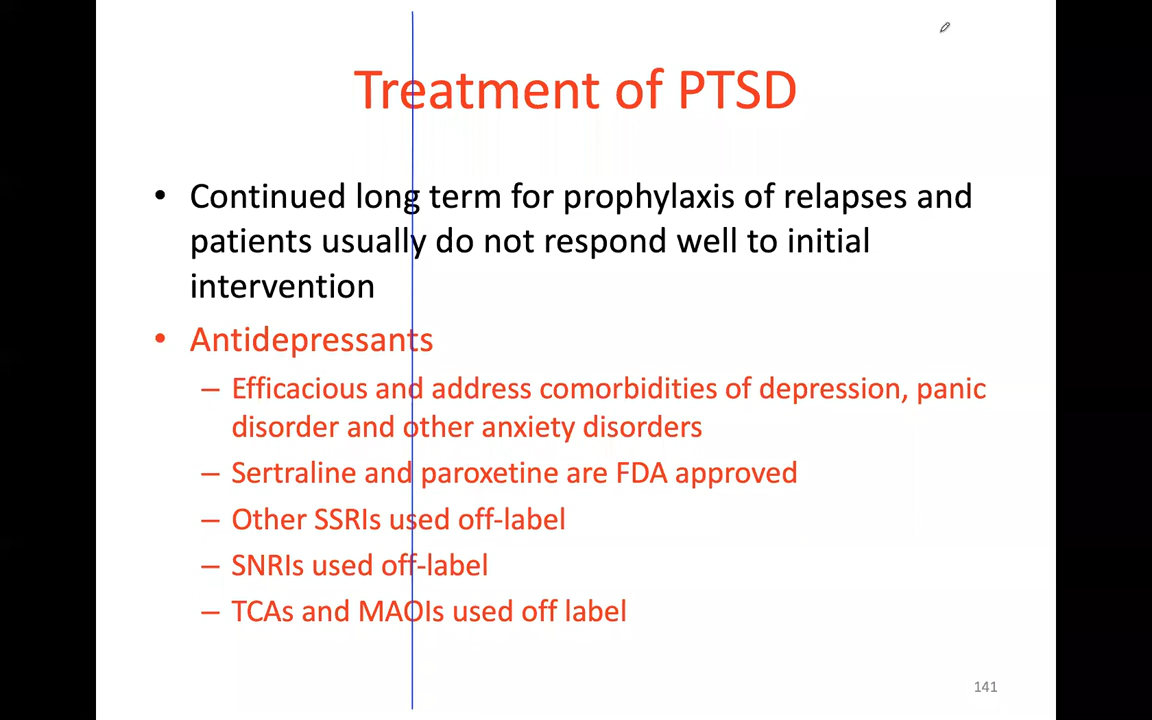 Treatment of PTSD
• Continued long term for prophylaxis of relapses and
patients usually do not respond well to initial
intervention
• Antidepressants
– Efficacious and address comorbidities of depression, panic
disorder and other anxiety disorders
– Sertraline and paroxetine are FDA approved
– Other SSRIs used off-label
– SNRIs used off-label
– TCAs and MAOIs used off label
141